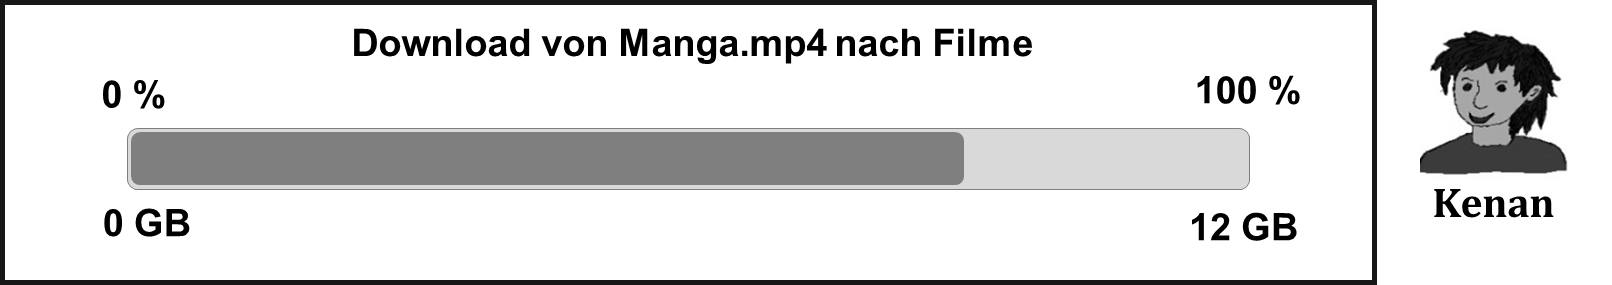 Download von Manga.mp4 nach Filme
0 %
100 %
0 GB
12 GB
Kenan